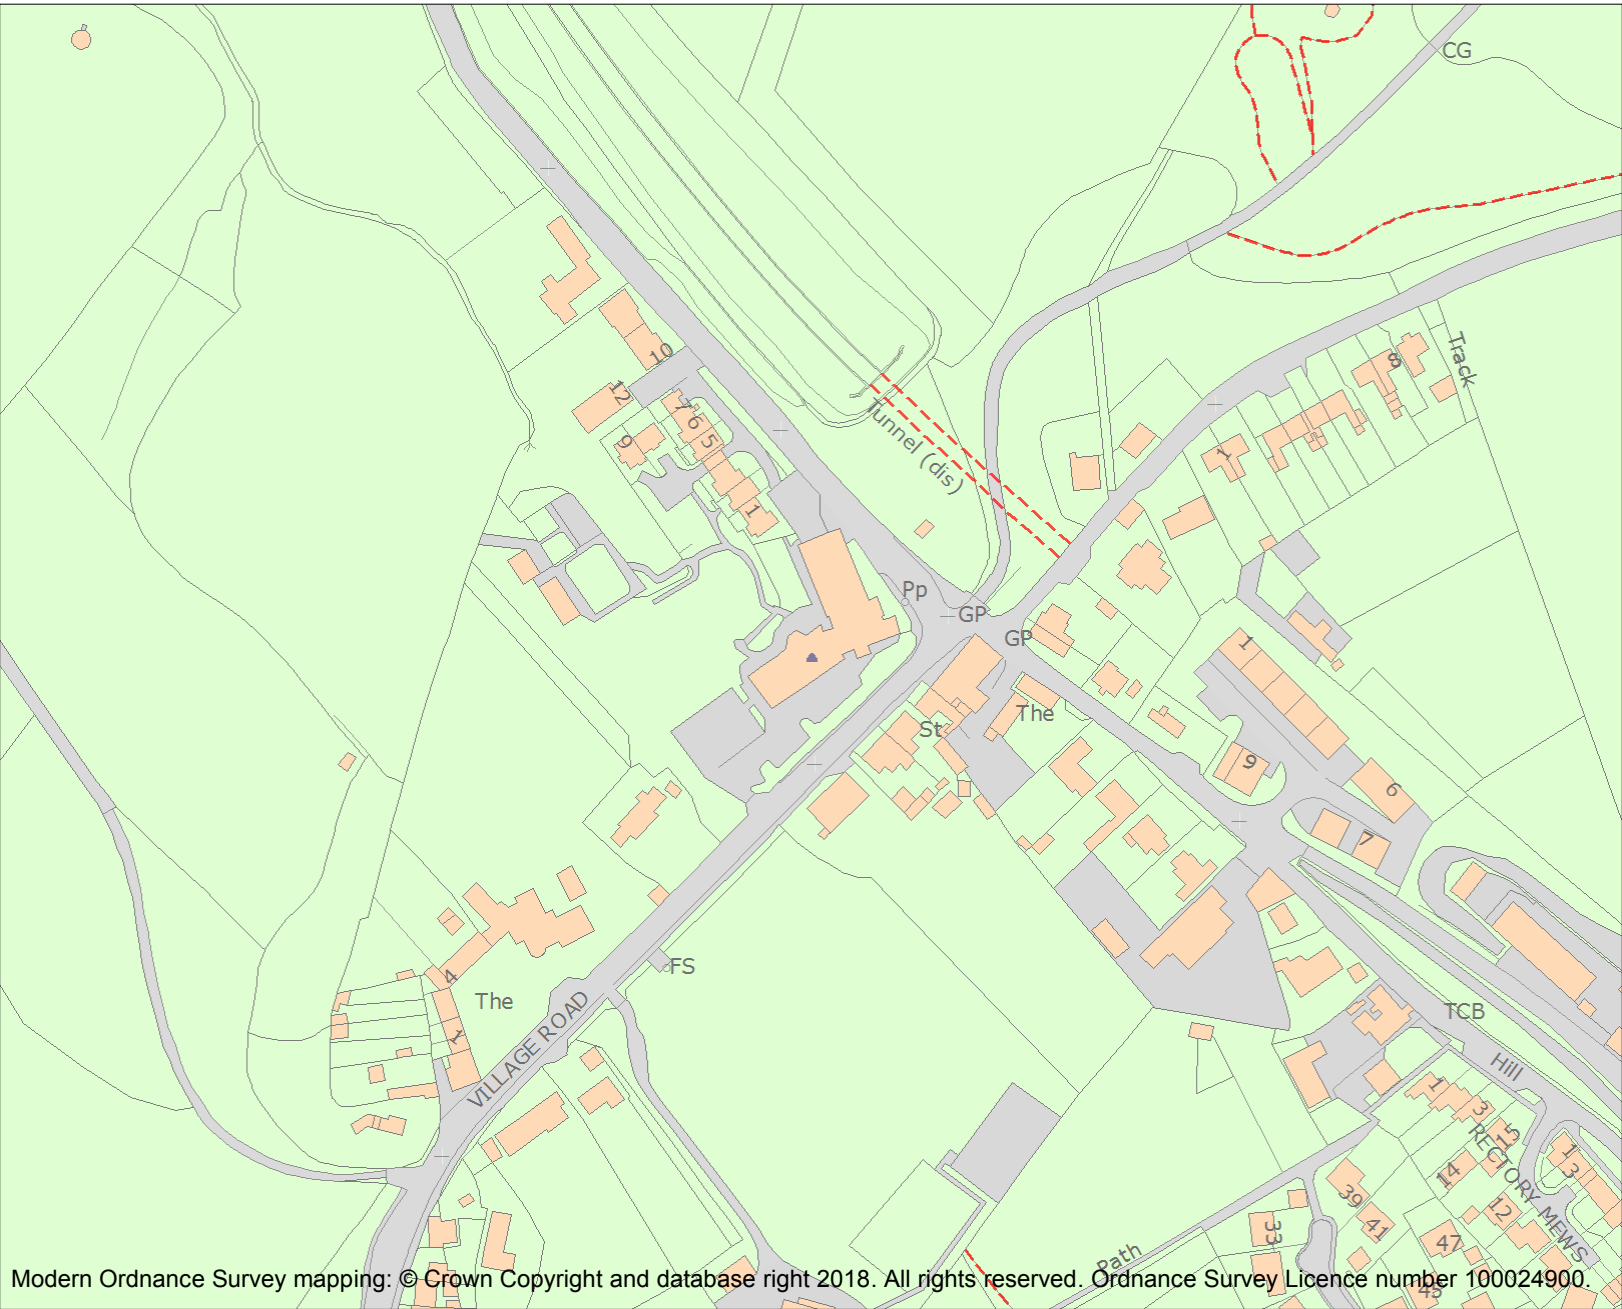 CG
Track
8
10
12
7
6
5
9
1
1
Tunnel (dis)
Pp
GP
GP
1
St
The
9
6
7
FS
4
The
1
VILLAGE ROAD
TCB
Hill
1
3
15
RECTORY MEWS
14
1
3
39
41
12
33
47
45
Path
Modern Ordnance Survey mapping: © Crown Copyright and database right 2018. All rights reserved. Ordnance Survey Licence number 100024900.